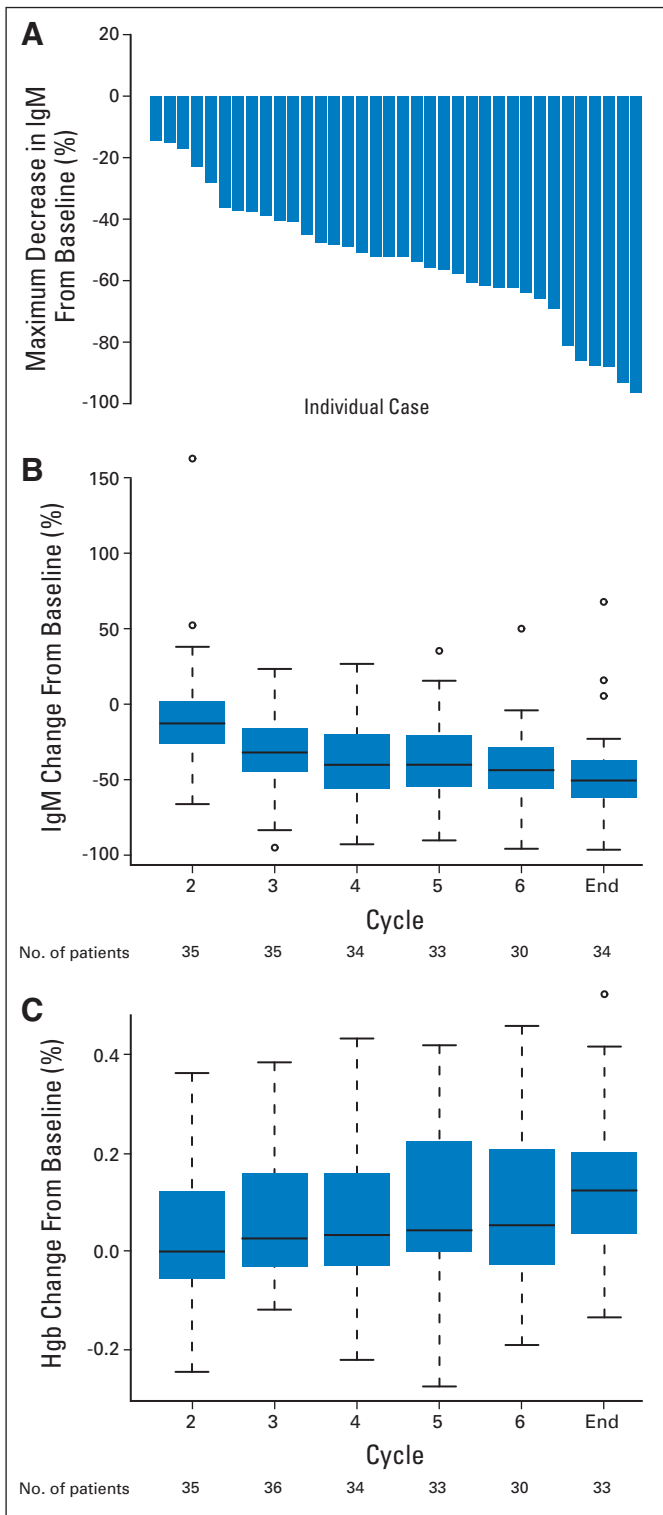 A
Maximum Decrease in IgM
From Baseline (%)
20
0
-20
-40
-60
-80
-100
Individual Case
B
IgM Change From Baseline (%)
150
100
50
0
-50
-100
2 3 4 5 6 End
Cycle
No. of patients 35 35 34 33 30 34
C
Hgb Change From Baseline (%)
0.4
0.2
0.0
-0.2
2 3 4 5 6 End
Cycle
No. of patients 35 36 34 33 30 33